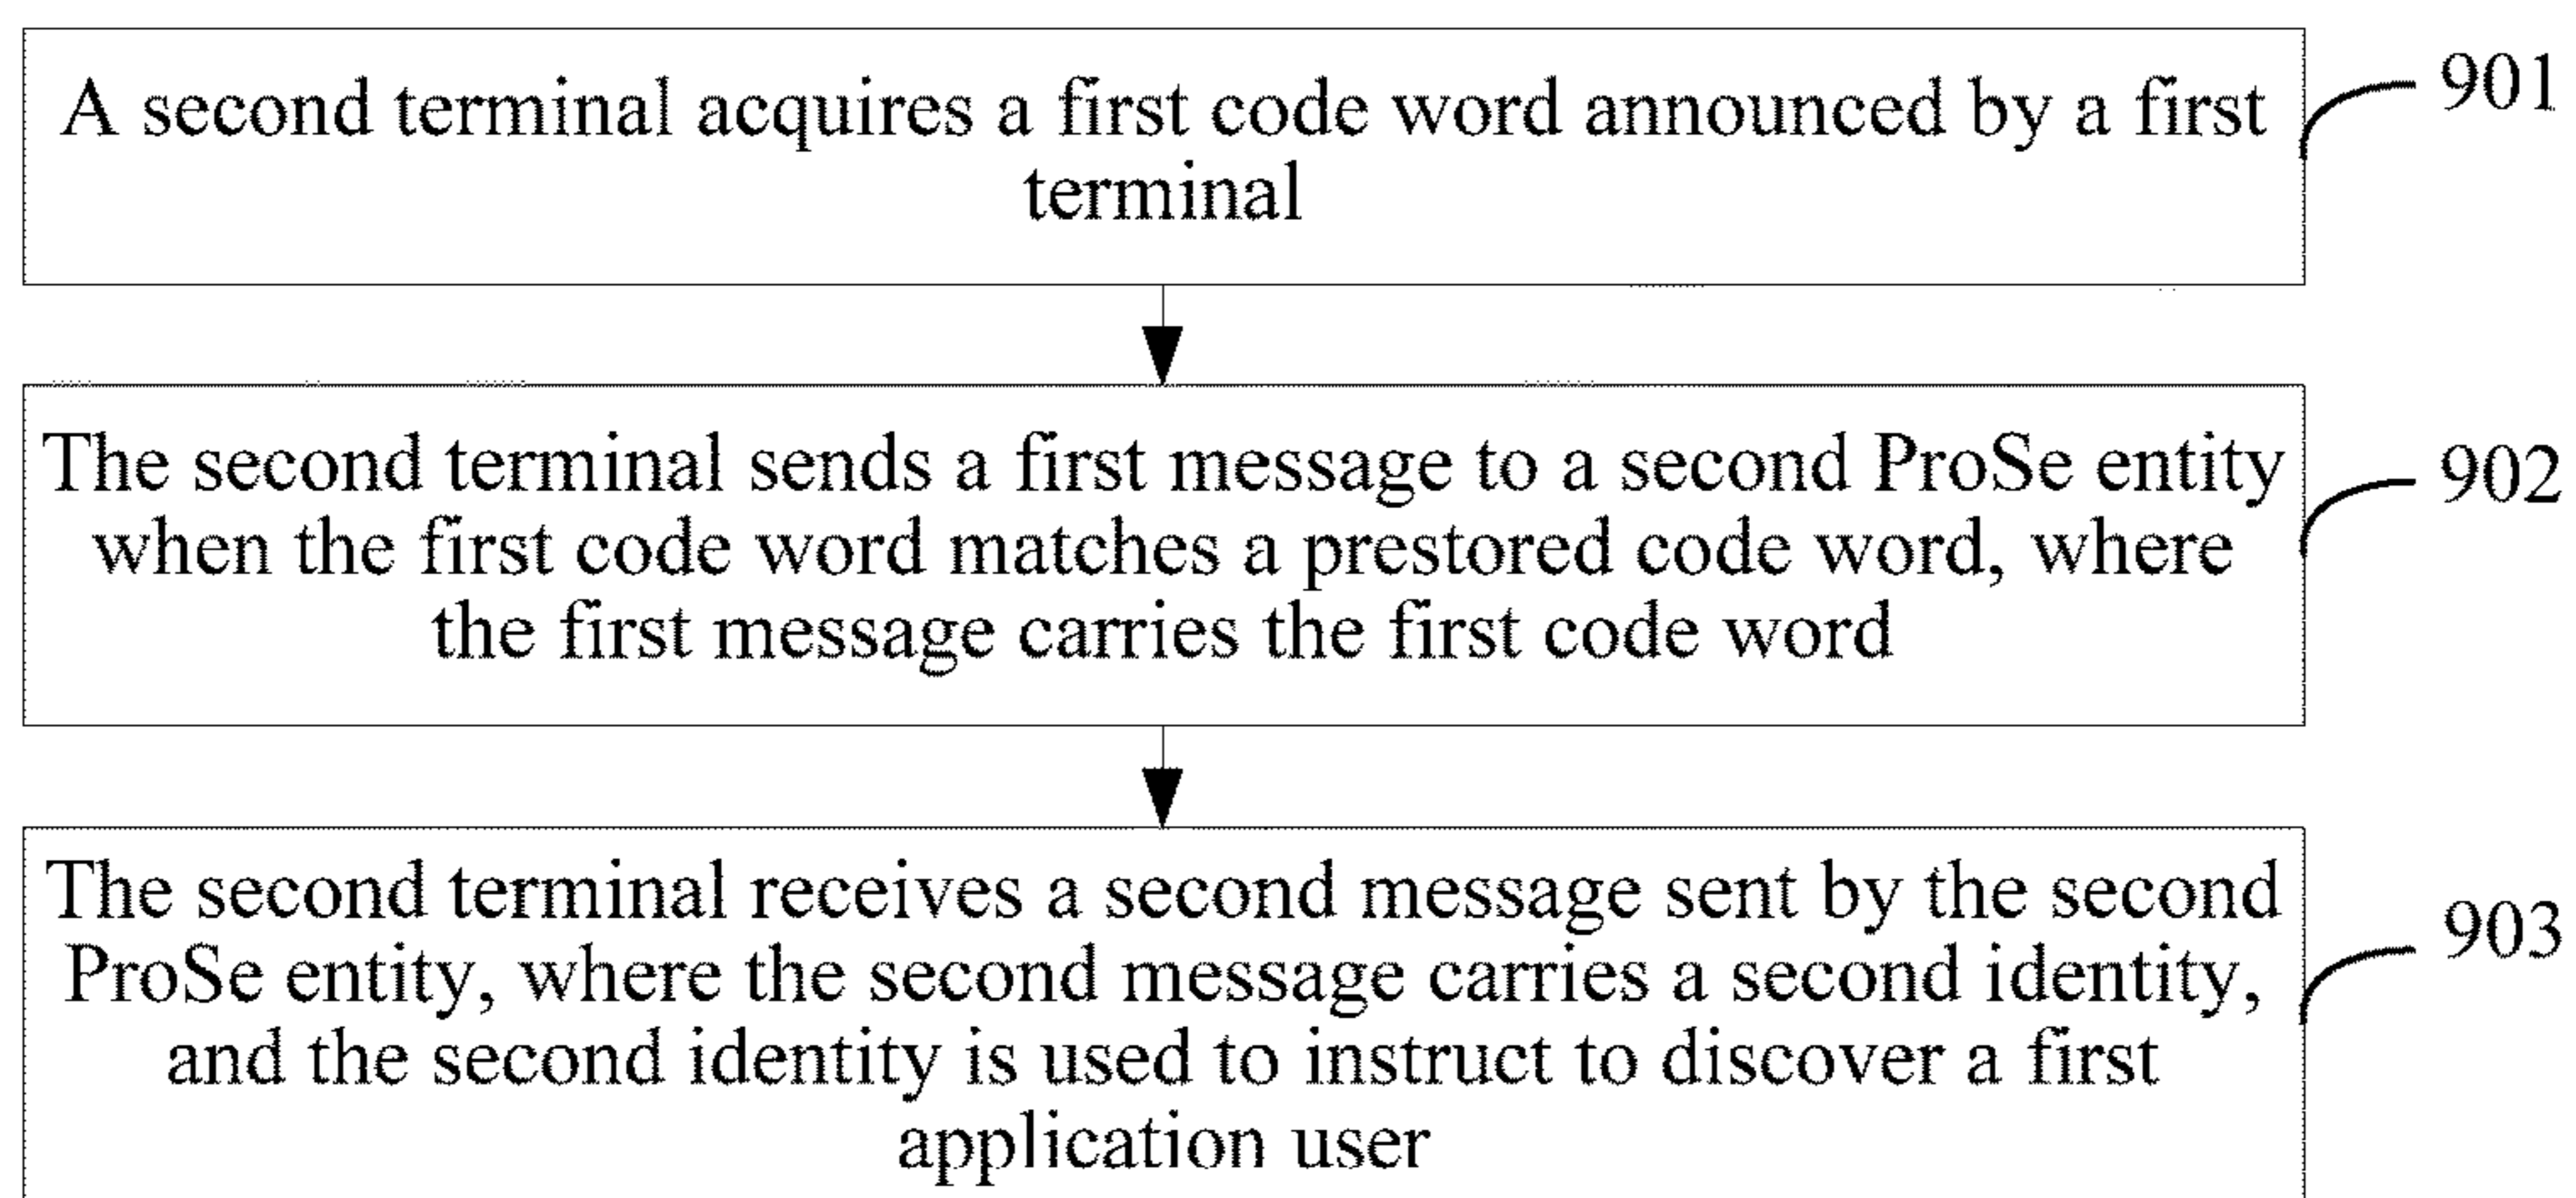 A second terminal acquires a first code word announced by a first
terminal
901
The second terminal sends a first message to a second ProSe entity
when the first code word matches a prestored code word, where
the first message carries the first code word
902
The second terminal receives a second message sent by the second
ProSe entity, where the second message carries a second identity,
and the second identity is used to instruct to discover a first
application user
903